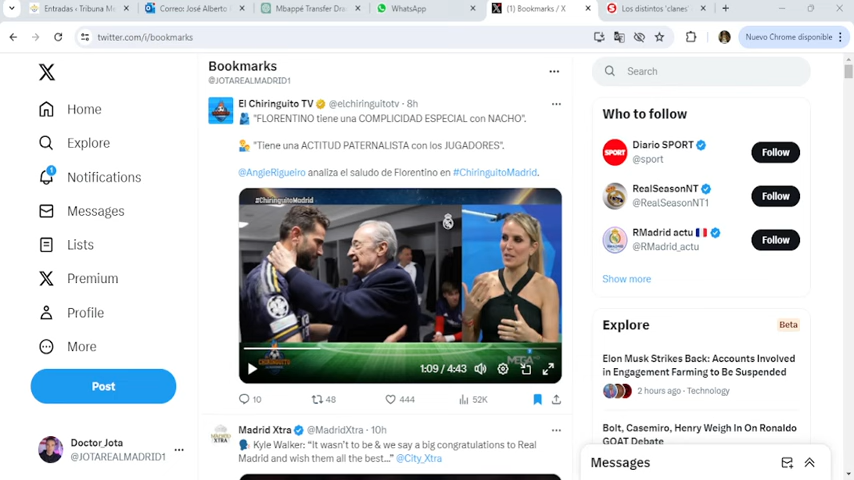 Entradas ‹ Tribuna M
Correo: José Alberto
Mbappé Transfer Dra
WhatsApp
(1) Bookmarks / X
Los distintos 'clanes'
twitter.com/i/bookmarks
Nuevo Chrome disponible
Home
Explore
1
Notifications
Messages
Lists
Premium
Profile
More
Post
Doctor_Jota
@JOTAREALMADRID1
Bookmarks
@JOTAREALMADRID1
El Chiringuito TV @elchiringuitotv · 8h
"FLORENTINO tiene una COMPLICIDAD ESPECIAL con NACHO".
"Tiene una ACTITUD PATERNALISTA con los JUGADORES".
@AngieRigueiro analiza el saludo de Florentino en #ChiringuitoMadrid.
#ChiringuitoMadrid
CHIRINGUITO
MEGA
1:09 / 4:43
10
48
444
52K
Madrid Xtra @MadridXtra · 10h
Kyle Walker: “It wasn't to be & we say a big congratulations to Real
Madrid and wish them all the best...” @City_Xtra
Search
Who to follow
SPORT
Diario SPORT
@sport
Follow
RealSeasonNT
@RealSeasonNT1
Follow
RMadrid actu
@RMadrid_actu
Follow
Show more
Explore
Beta
Elon Musk Strikes Back: Accounts Involved
in Engagement Farming to Be Suspended
2 hours ago · Technology
Bolt, Casemiro, Henry Weigh In On Ronaldo
GOAT Debate
Messages